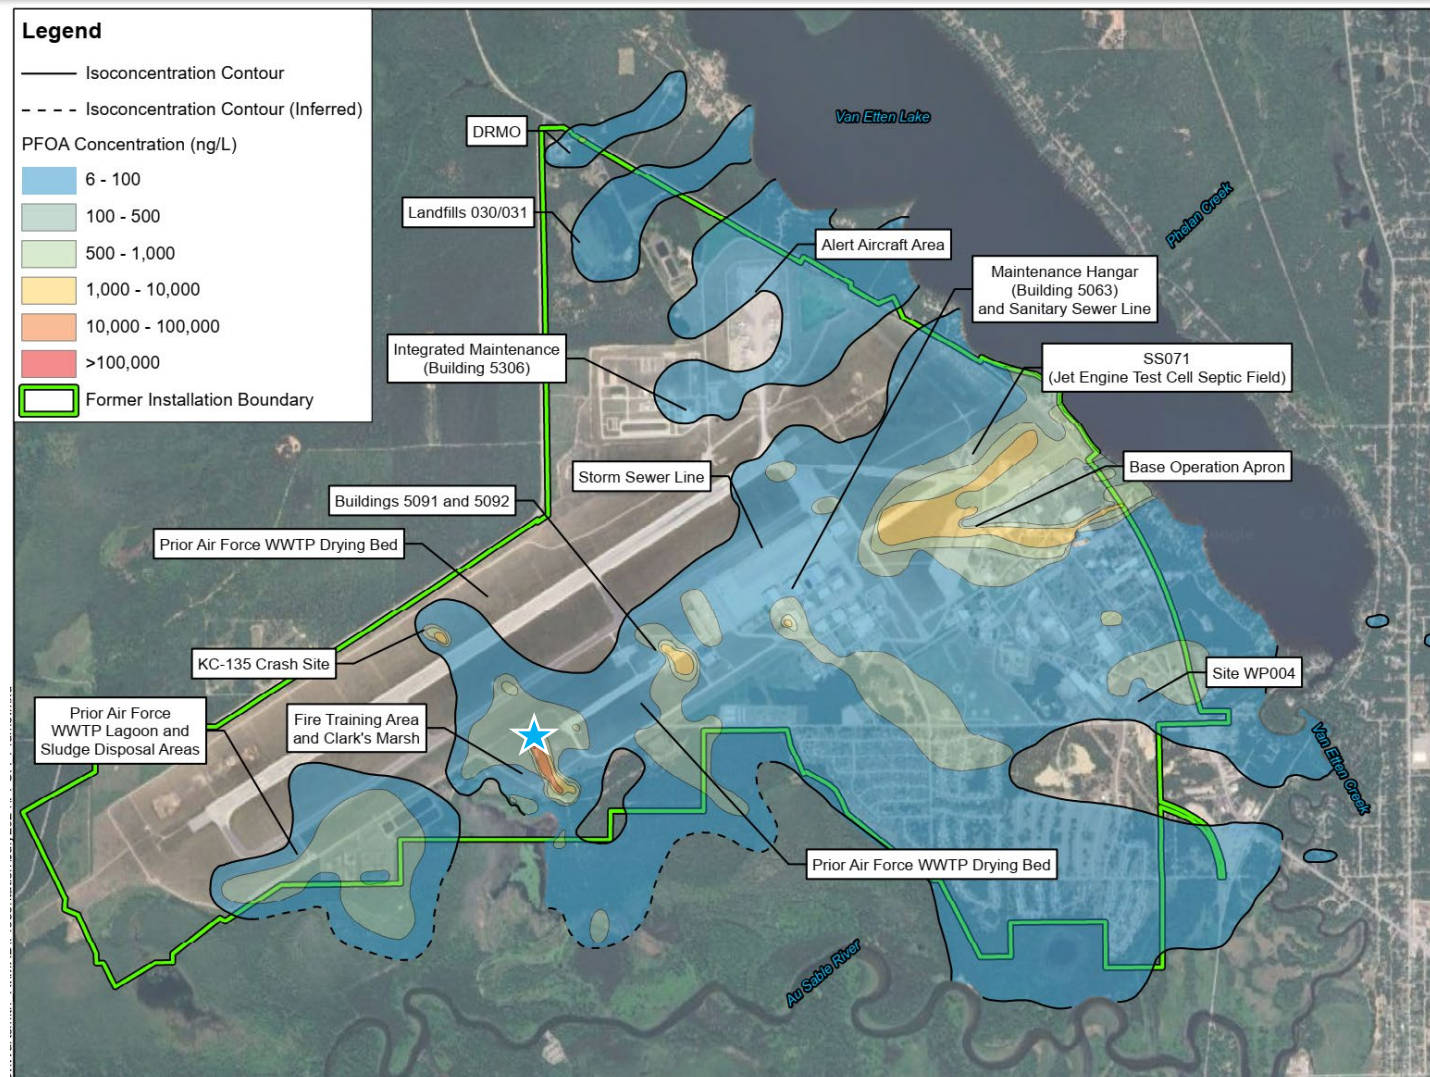 Legend
Isoconcentration Contour
Isoconcentration Contour (Inferred)
PFOA Concentration (ng/L)
6 - 100
100 - 500
500 - 1,000
1,000 - 10,000
10,000 - 100,000
>100,000
Former Installation Boundary
DRMO
Van Etten Lake
Landfills 030/031
Phelan Creek
Alert Aircraft Area
Maintenance Hangar
(Building 5063)
and Sanitary Sewer Line
Integrated Maintenance
(Building 5306)
SS071
(Jet Engine Test Cell Septic Field)
Storm Sewer Line
Base Operation Apron
Buildings 5091 and 5092
Prior Air Force WWTP Drying Bed
KC-135 Crash Site
Site WP004
Prior Air Force
WWTP Lagoon and
Sludge Disposal Areas
Fire Training Area
and Clark's Marsh
Van Etten Creek
Prior Air Force WWTP Drying Bed
Au Sable River